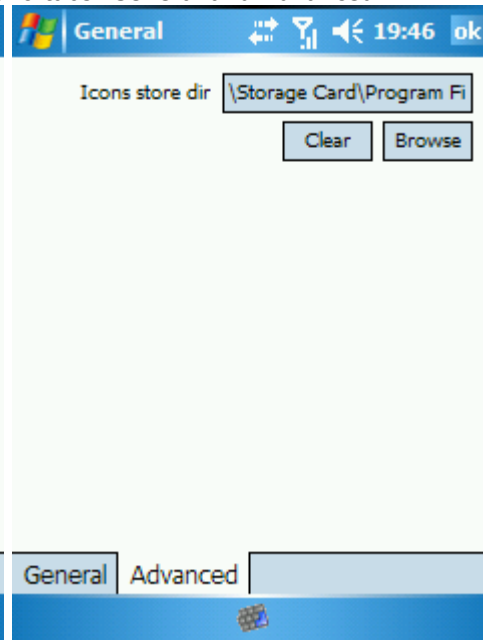 General 19:46 ok
Icons store dir \Storage Card\Program Fi
Clear Browse
General Advanced